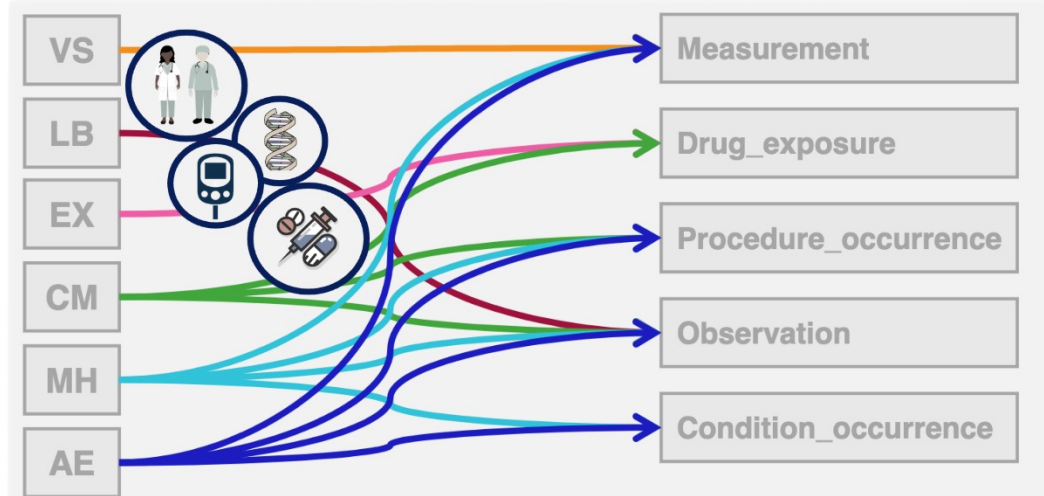 VS
LB
EX
CM
MH
AE
Measurement
Drug_exposure
Procedure_occurrence
Observation
Condition_occurrence